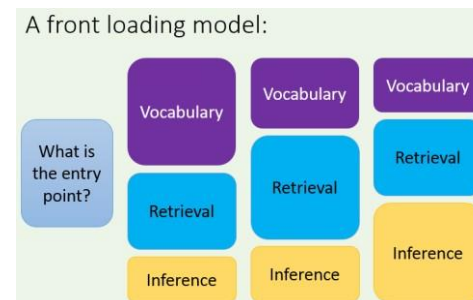 A front loading model:
What is
the entry
point?
Vocabulary
Retrieval
Inference
Vocabulary
Retrieval
Inference
Vocabulary
Retrieval
Inference